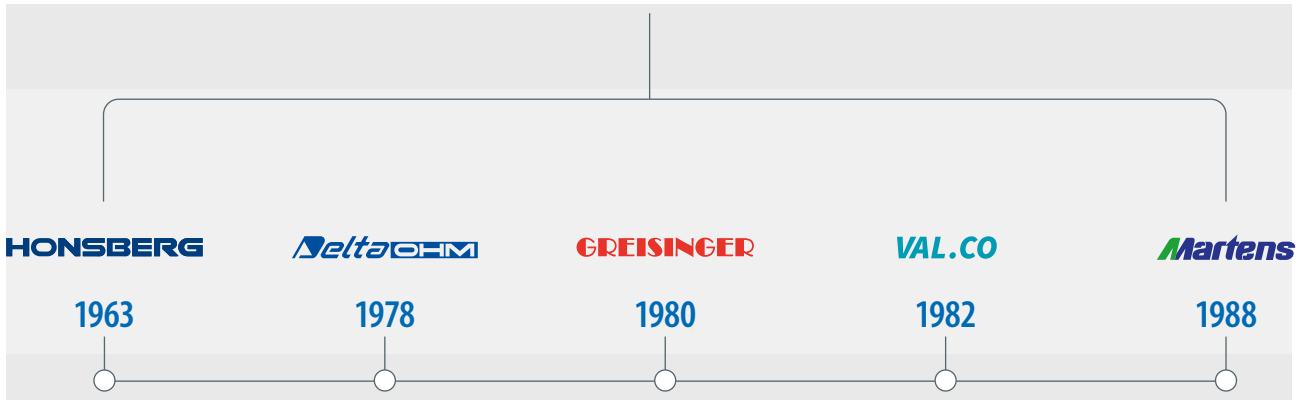 HONSBERG DeltaOHM GREISINGER VAL.CO Martens
1963 1978 1980 1982 1988